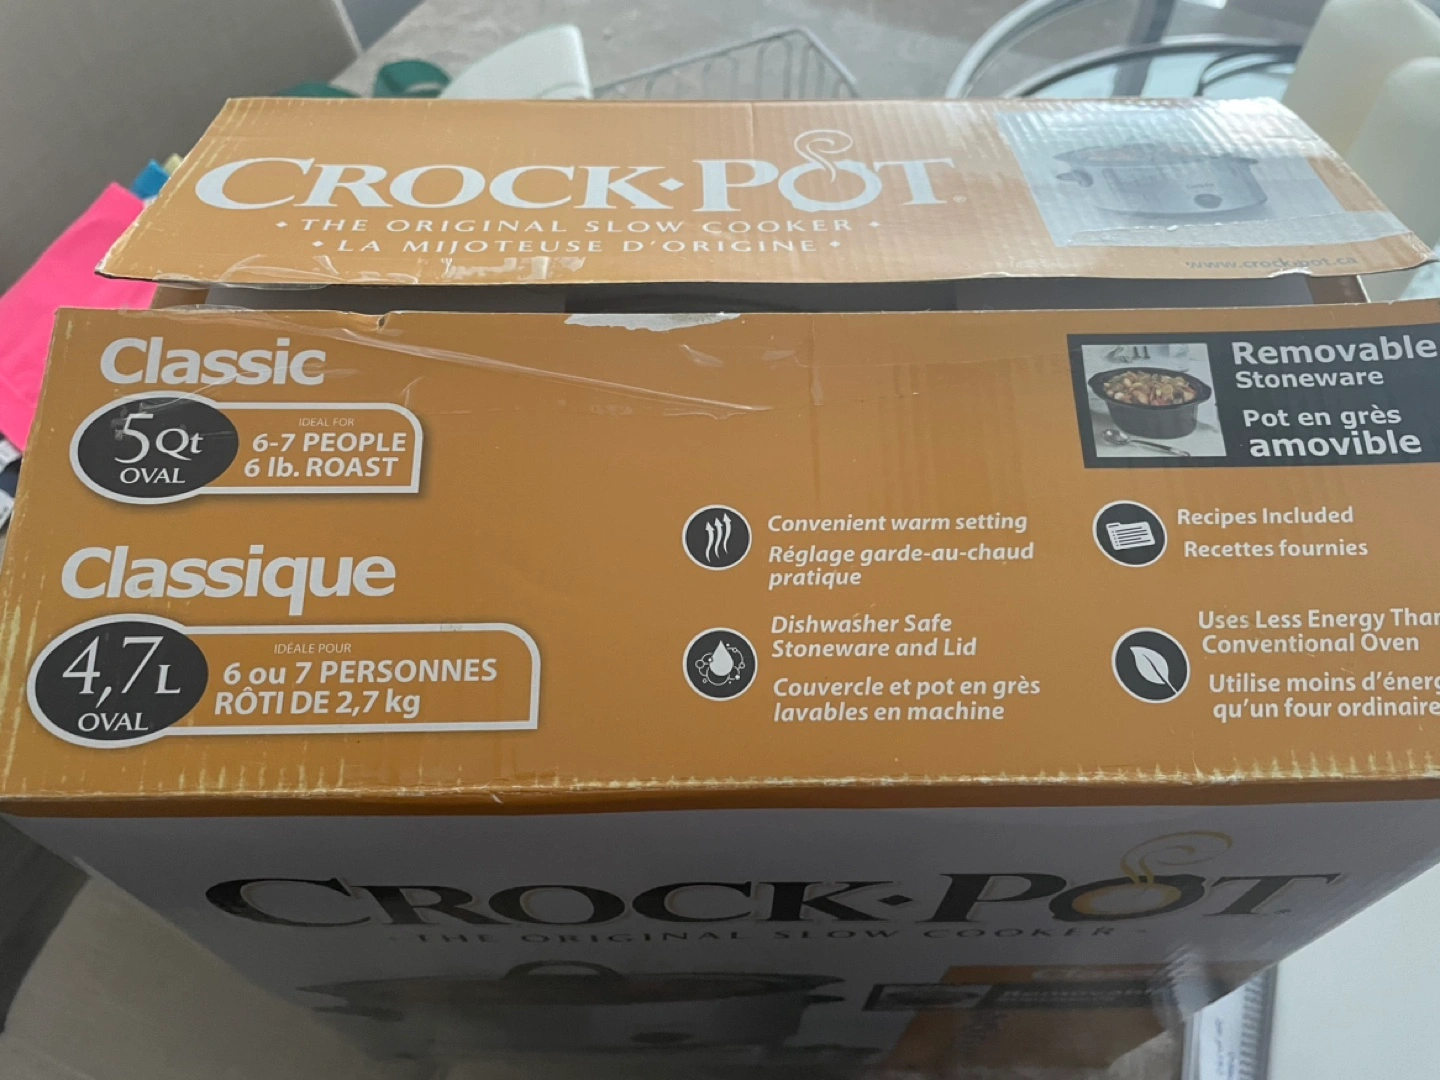 CROCK•POT®
• THE ORIGINAL SLOW COOKER •
• LA MIJOTEUSE D'ORIGINE •
www.crock-pot.ca
Classic
5Qt
OVAL
IDEAL FOR
6-7 PEOPLE
6 lb. ROAST
Classique
4,7L
OVAL
IDÉALE POUR
6 ou 7 PERSONNES
RÔTI DE 2,7 kg
Removable
Stoneware
Pot en grès
amovible
Convenient warm setting
Réglage garde-au-chaud
pratique
Recipes Included
Recettes fournies
Dishwasher Safe
Stoneware and Lid
Couvercle et pot en grès
lavables en machine
Uses Less Energy Than
Conventional Oven
Utilise moins d'énerg
qu'un four ordinaire
CROCK•POT®
• THE ORIGINAL SLOW COOKER •